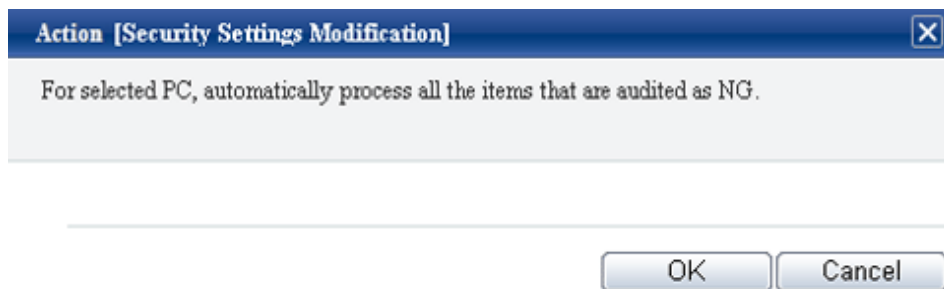 Action [Security Settings Modification]
For selected PC, automatically process all the items that are audited as NG.
OK
Cancel